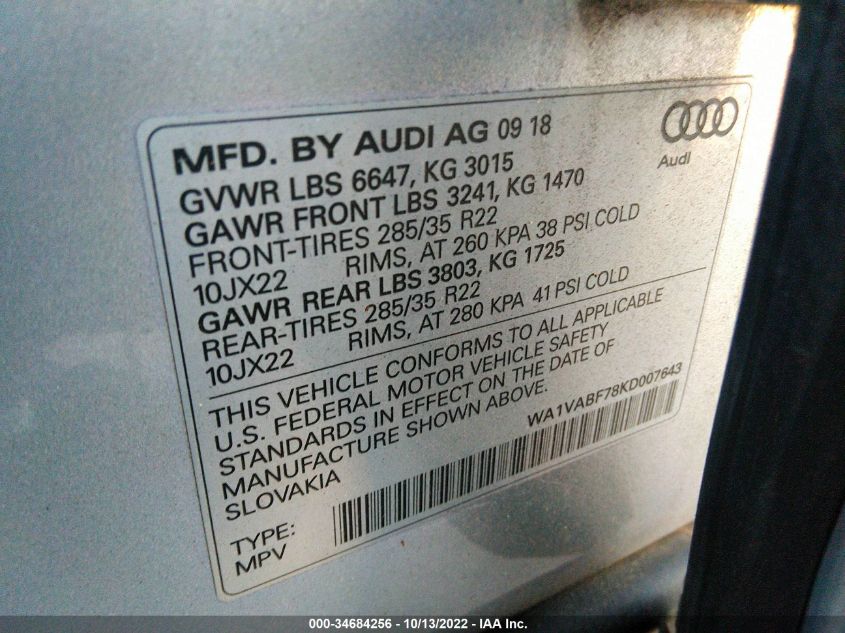 MFD. BY AUDI AG 09 18
Audi
GVWR LBS 6647, KG 3015
GAWR FRONT LBS 3241, KG 1470
FRONT-TIRES 285/35 R22
10JX22 RIMS, AT 260 KPA 38 PSI COLD
GAWR REAR LBS 3803, KG 1725
REAR-TIRES 285/35 R22
10JX22 RIMS, AT 280 KPA 41 PSI COLD
THIS VEHICLE CONFORMS TO ALL APPLICABLE
U.S. FEDERAL MOTOR VEHICLE SAFETY
STANDARDS IN EFFECT ON THE DATE OF
MANUFACTURE SHOWN ABOVE.
SLOVAKIA
WA1VABF78KD007643
TYPE:
MPV
000-34684256 - 10/13/2022 - IAA Inc.